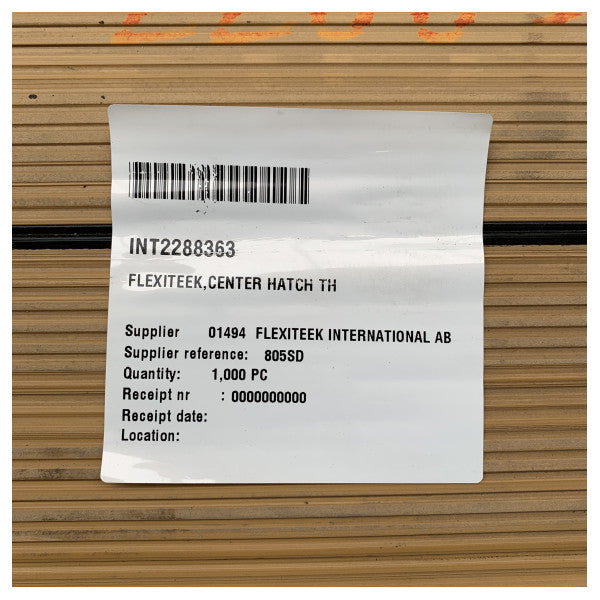 INT2288363
FLEXITEEK,CENTER HATCH TH
Supplier 01494 FLEXITEEK INTERNATIONAL AB
Supplier reference: 805SD
Quantity: 1,000 PC
Receipt nr : 0000000000
Receipt date:
Location: